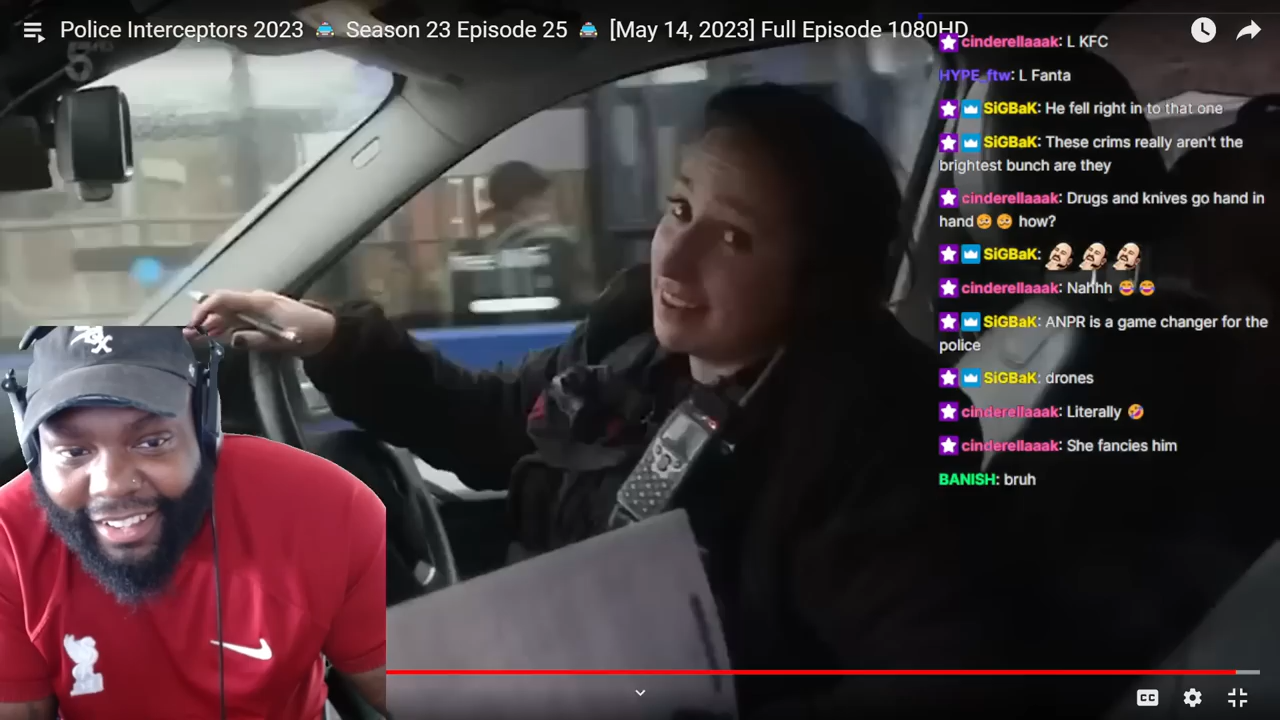 Police Interceptors 2023 🚔 Season 23 Episode 25 🚔 [May 14, 2023] Full Episode 1080HD
5
cinderellaaak: L KFC
HYPE_ftw: L Fanta
SiGBaK: He fell right in to that one
SiGBaK: These crims really aren't the
brightest bunch are they
cinderellaaak: Drugs and knives go hand in
hand🥴🥴 how?
SiGBaK:
cinderellaaak: Nahhh 😂😂
SiGBaK: ANPR is a game changer for the
police
SiGBaK: drones
cinderellaaak: Literally 🤣
cinderellaaak: She fancies him
BANISH: bruh
CC